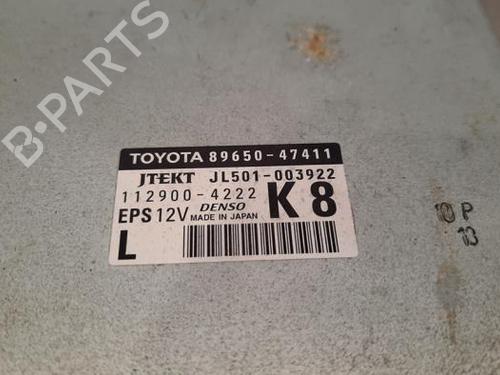 B-PARTS
TOYOTA 89650-47411
JTEKT JL501-003922
112900-4222
EPS 12V DENSO MADE IN JAPAN K8
L
10 P
13